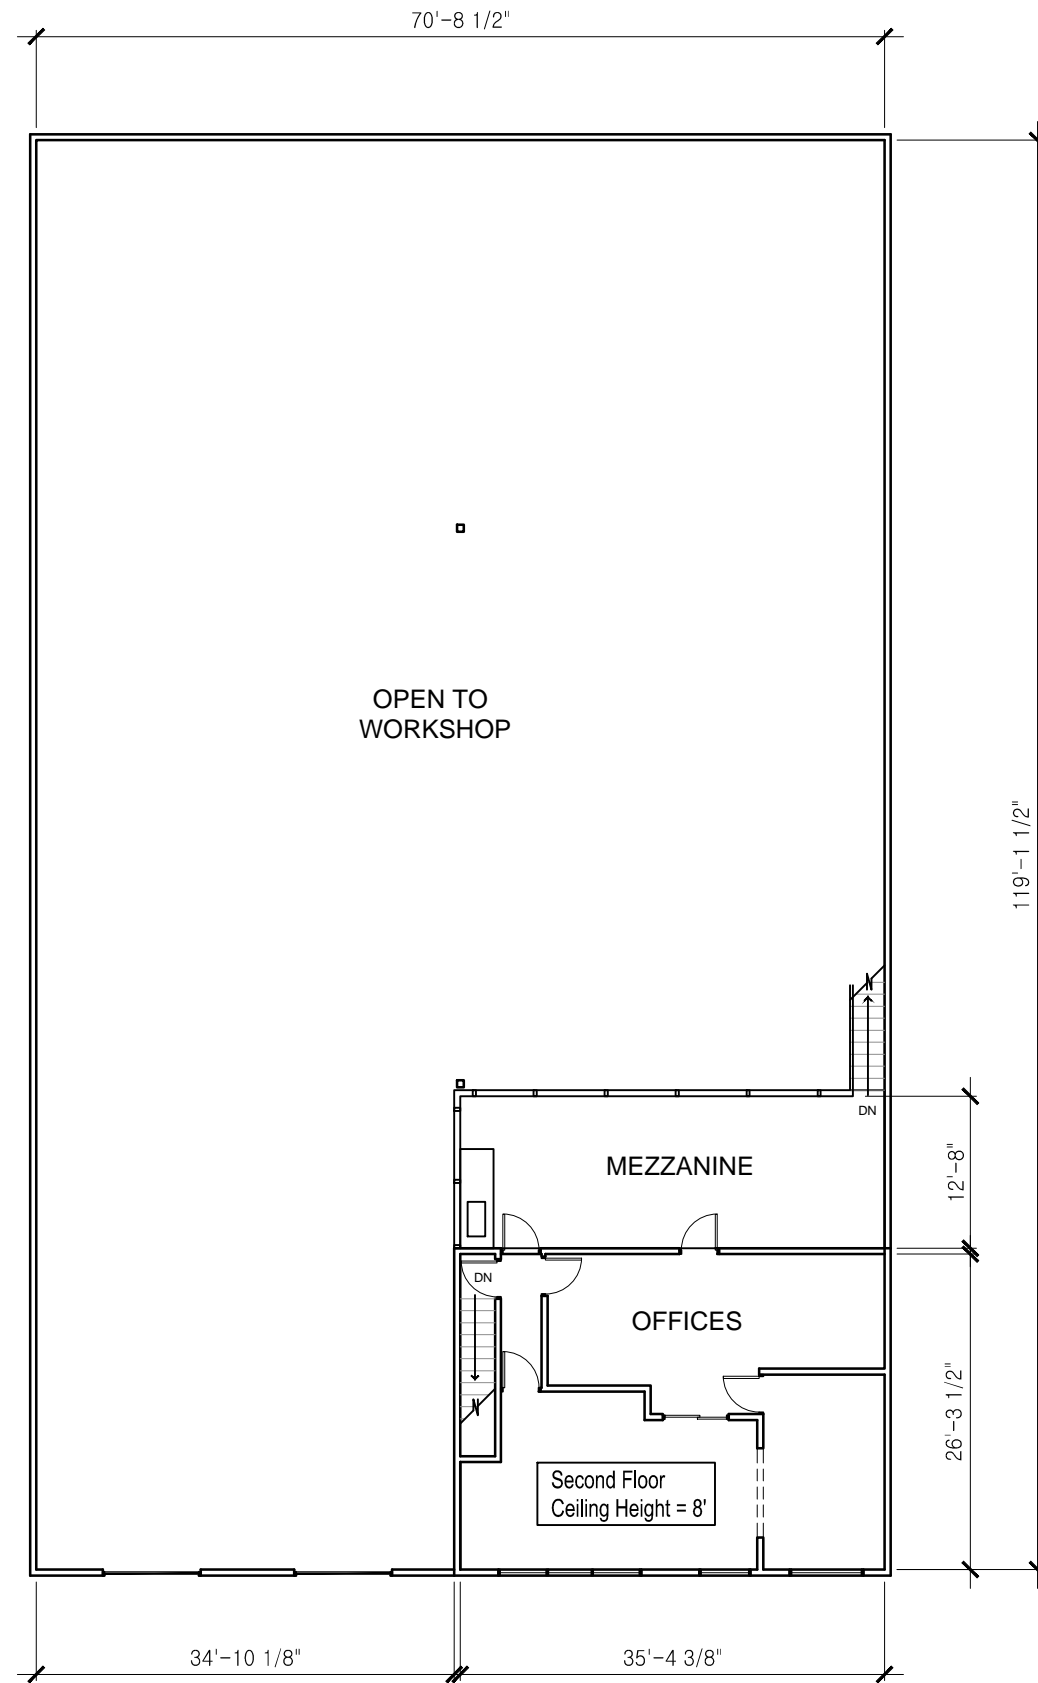 70'-8 1/2"
OPEN TO
WORKSHOP
119'-1 1/2"
DN
MEZZANINE
12'-8"
DN
OFFICES
26'-3 1/2"
Second Floor
Ceiling Height = 8'
34'-10 1/8"
35'-4 3/8"